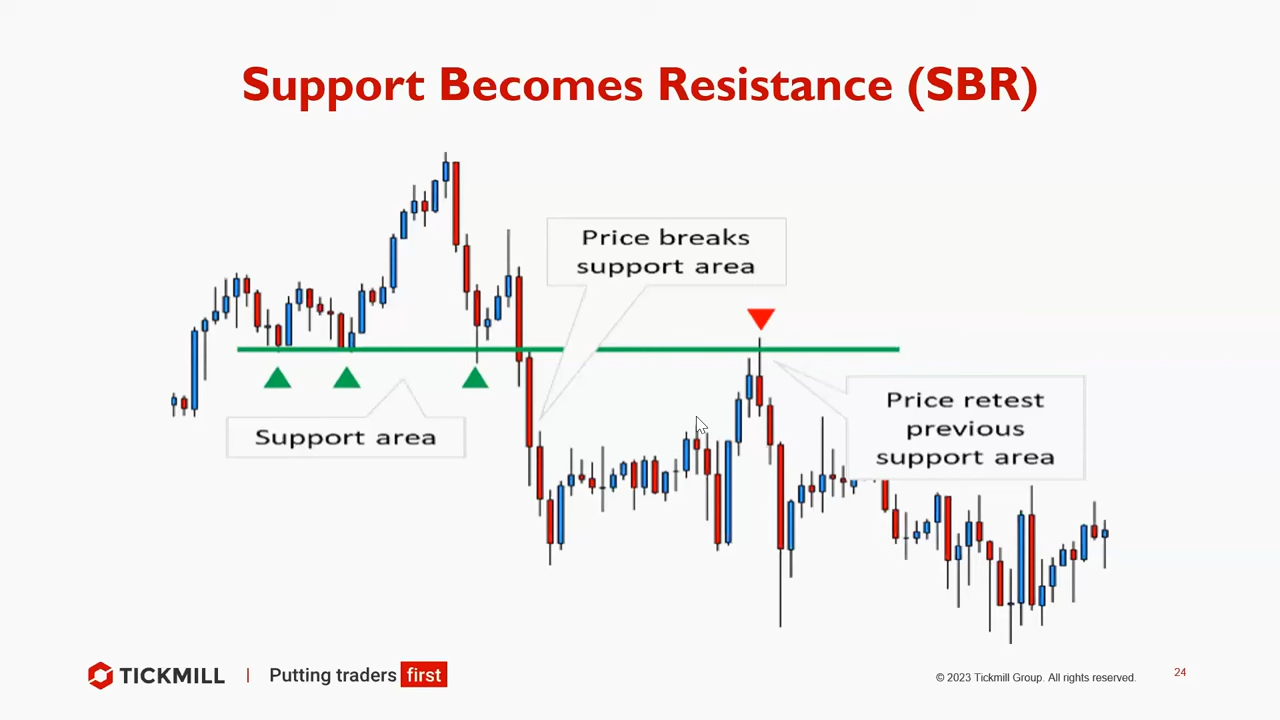 Support Becomes Resistance (SBR)
Price breaks
support area
Support area
Price retest
previous
support area
TICKMILL | Putting traders first
© 2023 Tickmill Group. All rights reserved.
24